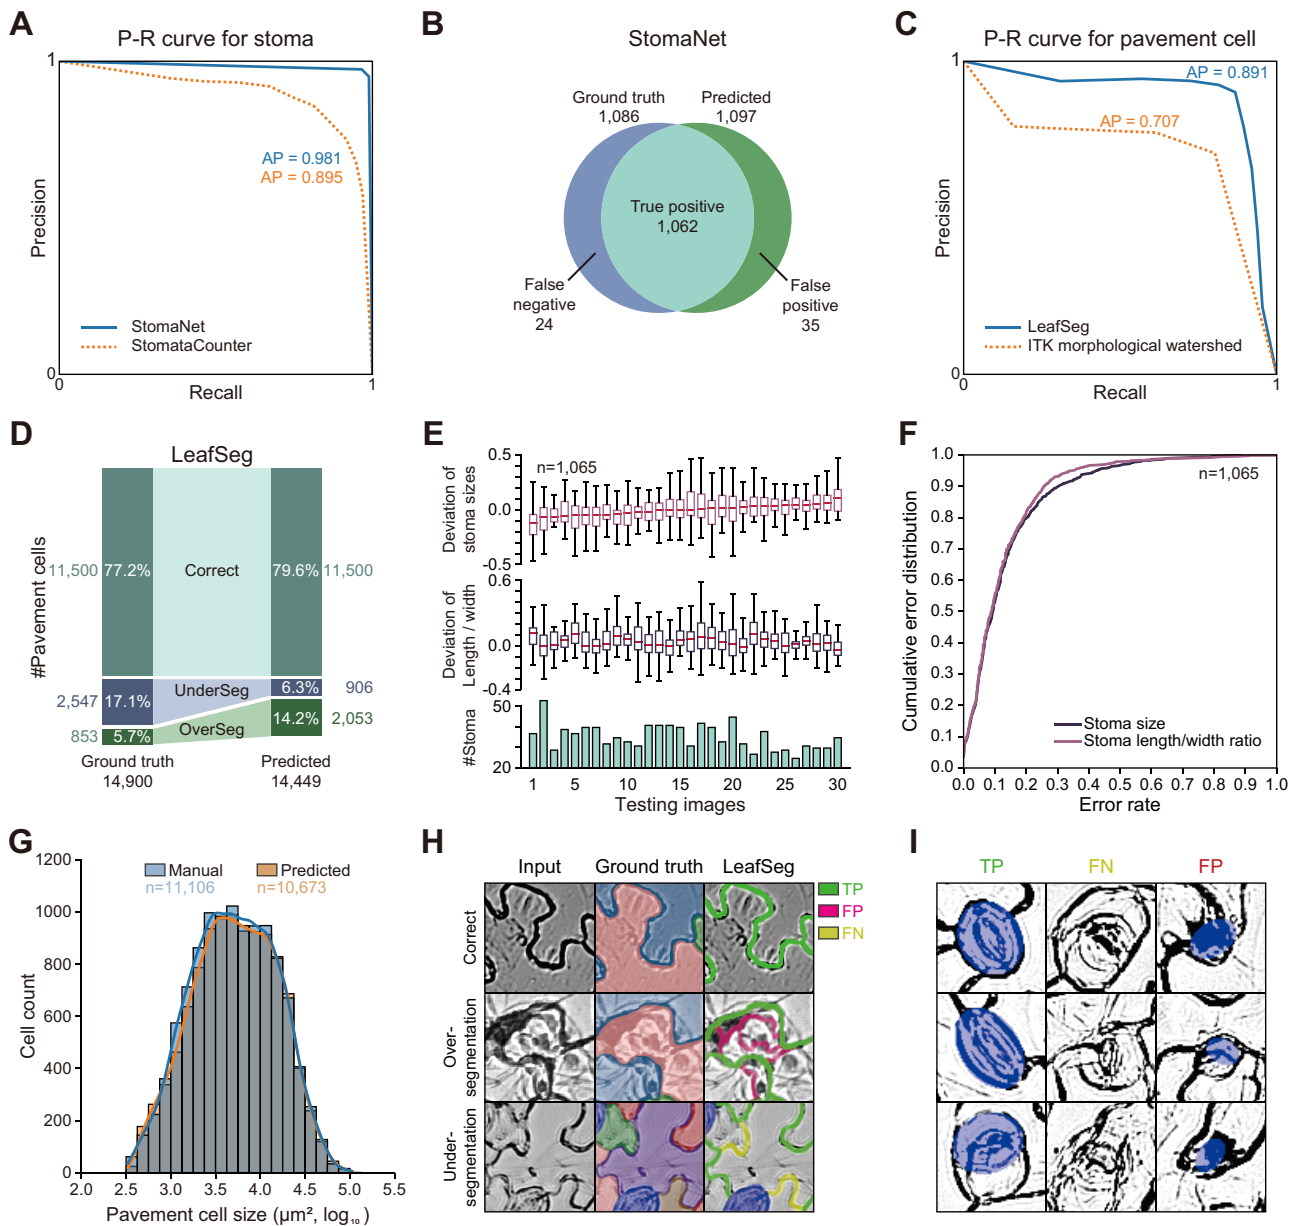 A
P-R curve for stoma
1
Precision
0
0
Recall
1
AP = 0.981
AP = 0.895
StomaNet
StomataCounter
B
StomaNet
Ground truth
1,086
Predicted
1,097
True positive
1,062
False
negative
24
False
positive
35
C
P-R curve for pavement cell
1
Precision
0
0
Recall
1
AP = 0.891
AP = 0.707
LeafSeg
ITK morphological watershed
D
LeafSeg
#Pavement cells
11,500
77.2%
Correct
79.6%
11,500
2,547
17.1%
UnderSeg
6.3%
906
853
5.7%
OverSeg
14.2%
2,053
Ground truth
14,900
Predicted
14,449
E
Deviation of
stoma sizes
0.5
0.0
-0.5
n=1,065
Deviation of
Length / width
0.6
0.0
-0.4
#Stoma
50
20
1
5
10
15
20
25
30
Testing images
F
Cumulative error distribution
1.0
0.9
0.8
0.7
0.6
0.5
0.4
0.3
0.2
0.1
0.0
n=1,065
Stoma size
Stoma length/width ratio
0.0
0.1
0.2
0.3
0.4
0.5
0.6
0.7
0.8
0.9
1.0
Error rate
G
Cell count
1200
1000
800
600
400
200
0
Manual
n=11,106
Predicted
n=10,673
2.0
2.5
3.0
3.5
4.0
4.5
5.0
5.5
Pavement cell size (µm², log₁₀)
H
Input
Ground truth
LeafSeg
TP
FP
FN
Correct
Over-
segmentation
Under-
segmentation
I
TP
FN
FP